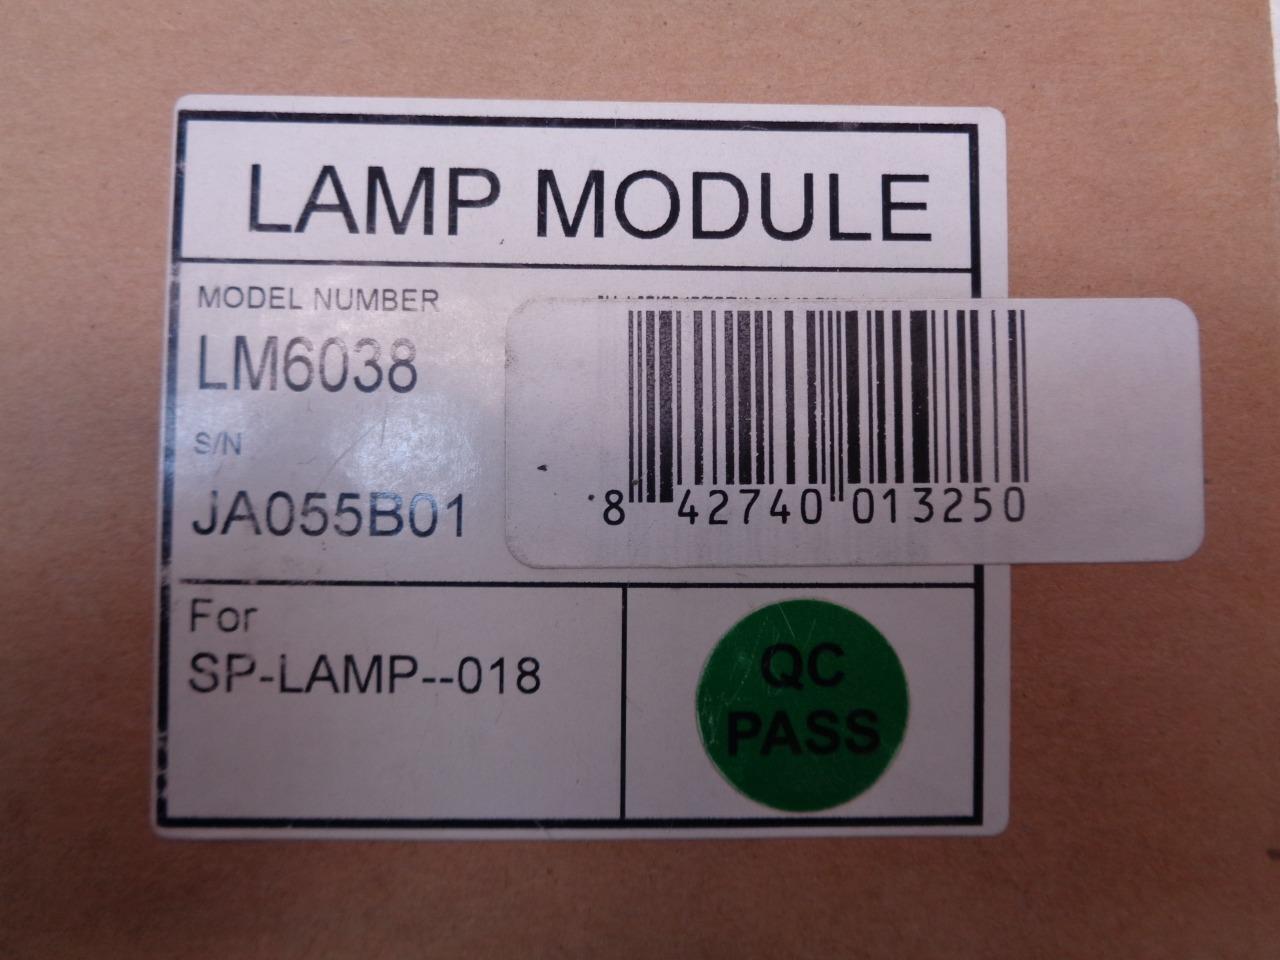 LAMP MODULE
MODEL NUMBER
LM6038
S/N
JA055B01
8 42740 013250
For
SP-LAMP--018
QC
PASS